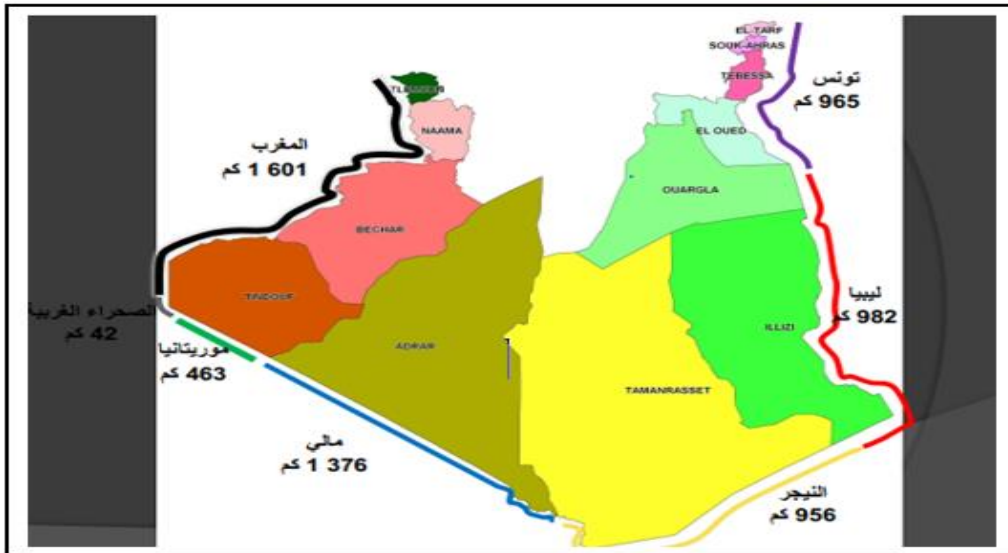 EL TARF
SOUK-AHRAS
TEBESSA
تونس
965 كم
TLEMCEN
NAAMA
EL OUED
المغرب
1 601 كم
OUARGLA
BECHAR
TINDOUF
ليبيا
982 كم
الصحراء الغربية
42 كم
ILLIZI
موريتانيا
463 كم
ADRAR
TAMANRASSET
مالي
1 376 كم
النيجر
956 كم